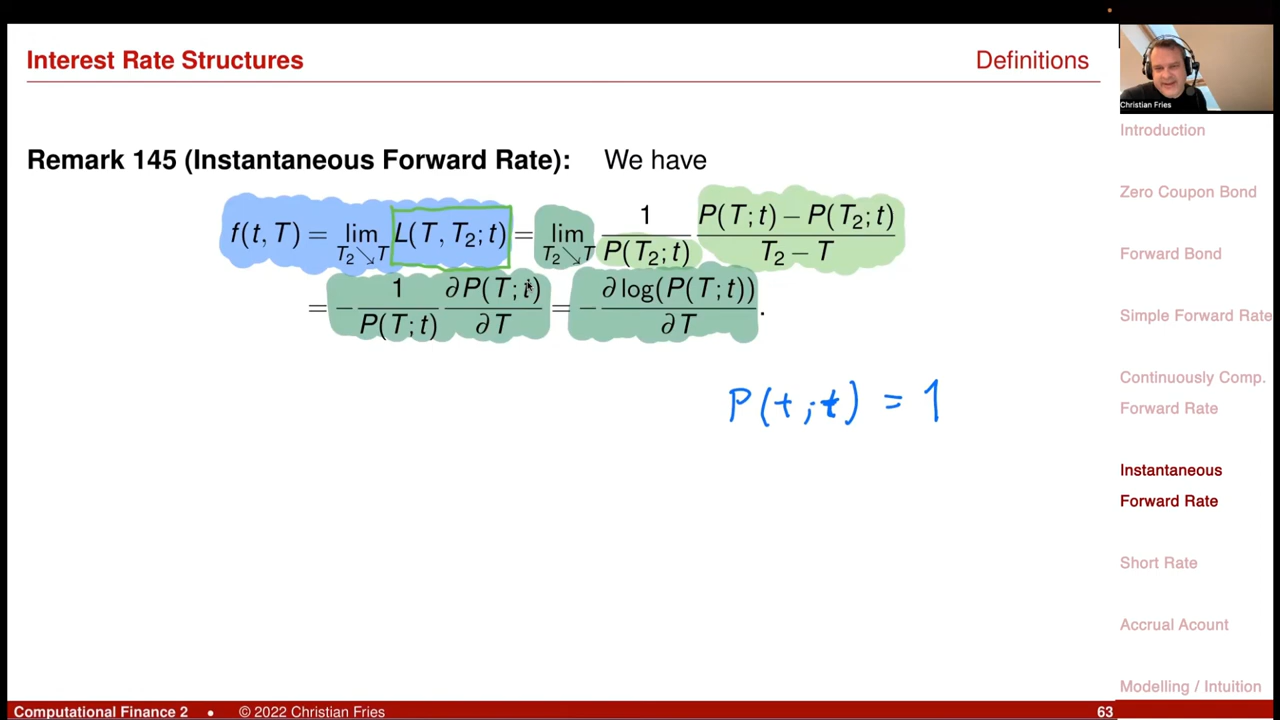 Interest Rate Structures
Definitions
Christian Fries
Introduction
Zero Coupon Bond
Forward Bond
Simple Forward Rate
Continuously Comp.
Forward Rate
Instantaneous
Forward Rate
Short Rate
Accrual Acount
Modelling / Intuition
Remark 145 (Instantaneous Forward Rate): We have
f(t, T) = lim_{T₂↘T} L(T, T₂; t) = lim_{T₂↘T} 1/P(T₂; t) (P(T; t) − P(T₂; t))/(T₂ − T)
= − 1/P(T; t) ∂P(T; t)/∂T = − ∂ log(P(T; t))/∂T .
P(t; t) = 1
Computational Finance 2 • © 2022 Christian Fries
63